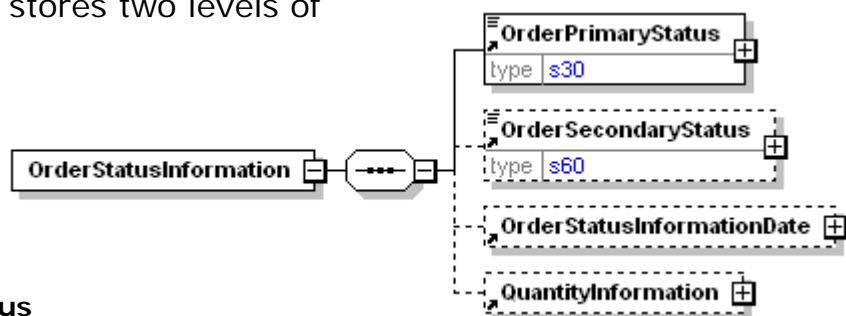 stores two levels of
OrderPrimaryStatus
type s30
OrderSecondaryStatus
type s60
OrderStatusInformation
OrderStatusInformationDate
QuantityInformation
us